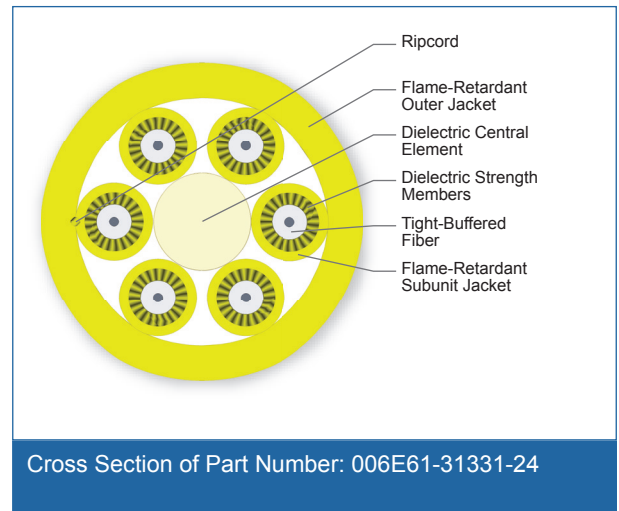 Ripcord
Flame-Retardant
Outer Jacket
Dielectric Central
Element
Dielectric Strength
Members
Tight-Buffered
Fiber
Flame-Retardant
Subunit Jacket
Cross Section of Part Number: 006E61-31331-24